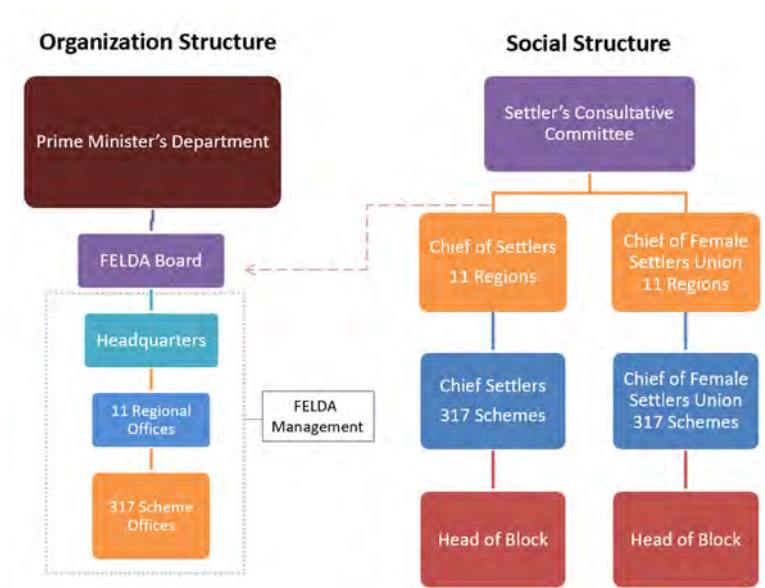 Organization Structure
Prime Minister's Department
FELDA Board
Headquarters
11 Regional
Offices
317 Scheme
Offices
FELDA
Management
Social Structure
Settler's Consultative
Committee
Chief of Settlers
11 Regions
Chief of Female
Settlers Union
11 Regions
Chief Settlers
317 Schemes
Chief of Female
Settlers Union
317 Schemes
Head of Block
Head of Block